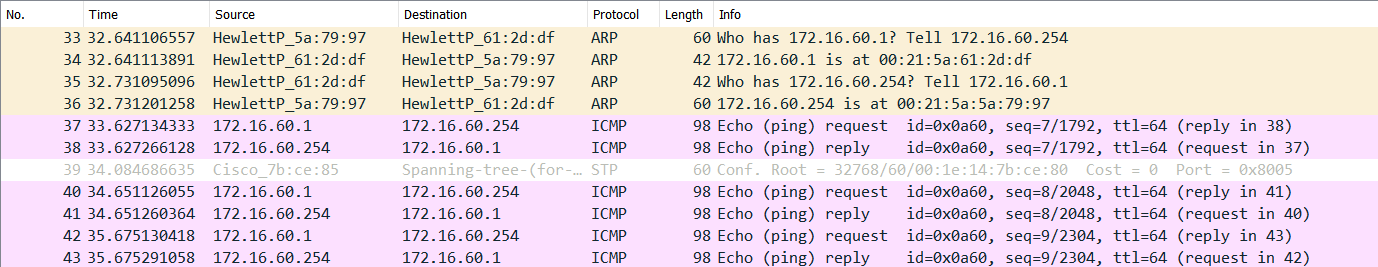 No. Time Source Destination Protocol Length Info
33 32.641106557 HewlettP_5a:79:97 HewlettP_61:2d:df ARP 60 Who has 172.16.60.1? Tell 172.16.60.254
34 32.641113891 HewlettP_61:2d:df HewlettP_5a:79:97 ARP 42 172.16.60.1 is at 00:21:5a:61:2d:df
35 32.731095096 HewlettP_61:2d:df HewlettP_5a:79:97 ARP 42 Who has 172.16.60.254? Tell 172.16.60.1
36 32.731201258 HewlettP_5a:79:97 HewlettP_61:2d:df ARP 60 172.16.60.254 is at 00:21:5a:5a:79:97
37 33.627134333 172.16.60.1 172.16.60.254 ICMP 98 Echo (ping) request id=0x0a60, seq=7/1792, ttl=64 (reply in 38)
38 33.627266128 172.16.60.254 172.16.60.1 ICMP 98 Echo (ping) reply id=0x0a60, seq=7/1792, ttl=64 (request in 37)
39 34.084686635 Cisco_7b:ce:85 Spanning-tree-(for-… STP 60 Conf. Root = 32768/60/00:1e:14:7b:ce:80 Cost = 0 Port = 0x8005
40 34.651126055 172.16.60.1 172.16.60.254 ICMP 98 Echo (ping) request id=0x0a60, seq=8/2048, ttl=64 (reply in 41)
41 34.651260364 172.16.60.254 172.16.60.1 ICMP 98 Echo (ping) reply id=0x0a60, seq=8/2048, ttl=64 (request in 40)
42 35.675130418 172.16.60.1 172.16.60.254 ICMP 98 Echo (ping) request id=0x0a60, seq=9/2304, ttl=64 (reply in 43)
43 35.675291058 172.16.60.254 172.16.60.1 ICMP 98 Echo (ping) reply id=0x0a60, seq=9/2304, ttl=64 (request in 42)